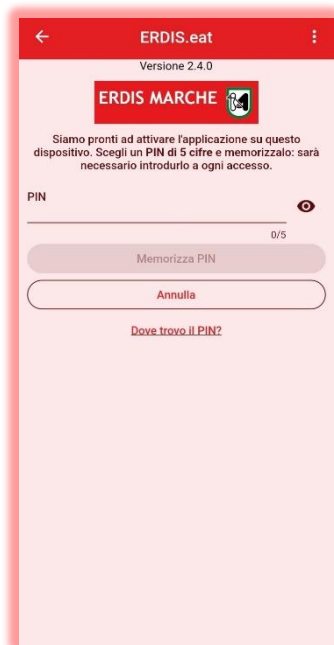 ERDIS.eat
Versione 2.4.0
ERDIS MARCHE
Siamo pronti ad attivare l'applicazione su questo
dispositivo. Scegli un PIN di 5 cifre e memorizzalo: sarà
necessario introdurlo a ogni accesso.
PIN
0/5
Memorizza PIN
Annulla
Dove trovo il PIN?